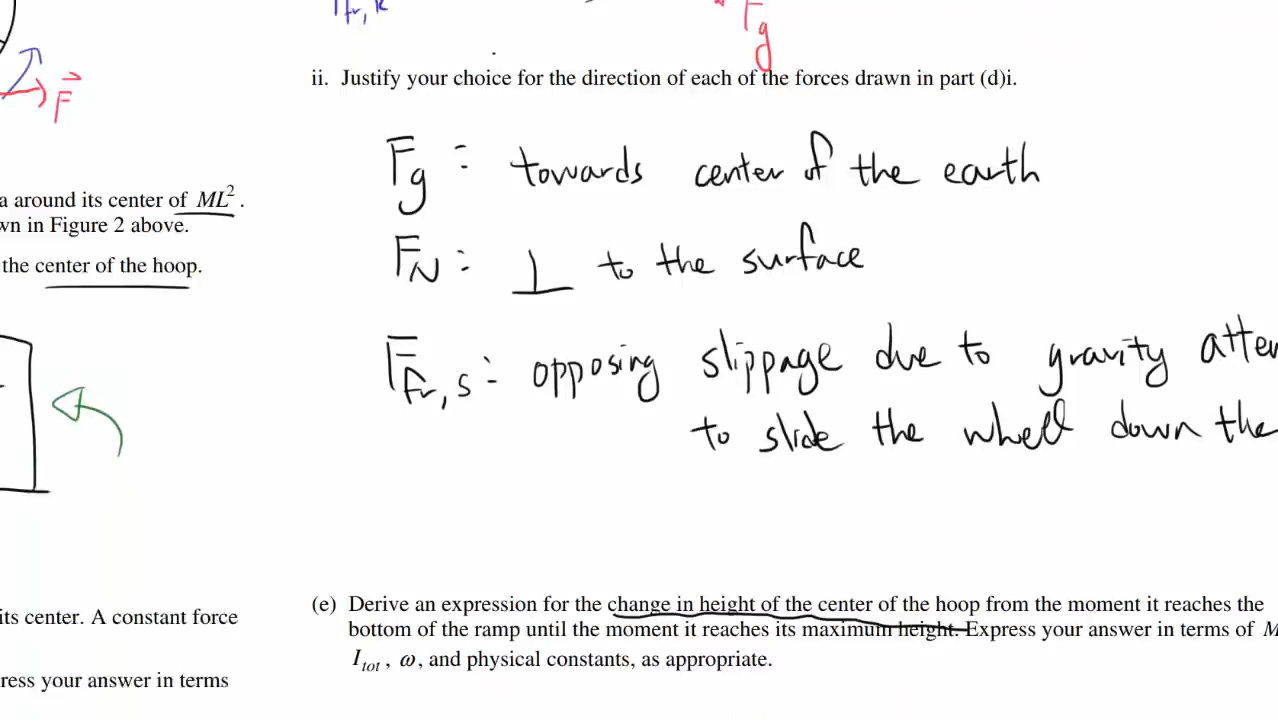 fr, k
F g
ii. Justify your choice for the direction of each of the forces drawn in part (d)i.
F
Fg : towards center of the earth
a around its center of ML².
wn in Figure 2 above.
FN : ⊥ to the surface
the center of the hoop.
Ffr,s : opposing slippage due to gravity atte
to slide the wheel down the
(e) Derive an expression for the change in height of the center of the hoop from the moment it reaches the
bottom of the ramp until the moment it reaches its maximum height. Express your answer in terms of M
I tot , ω, and physical constants, as appropriate.
its center. A constant force
ress your answer in terms